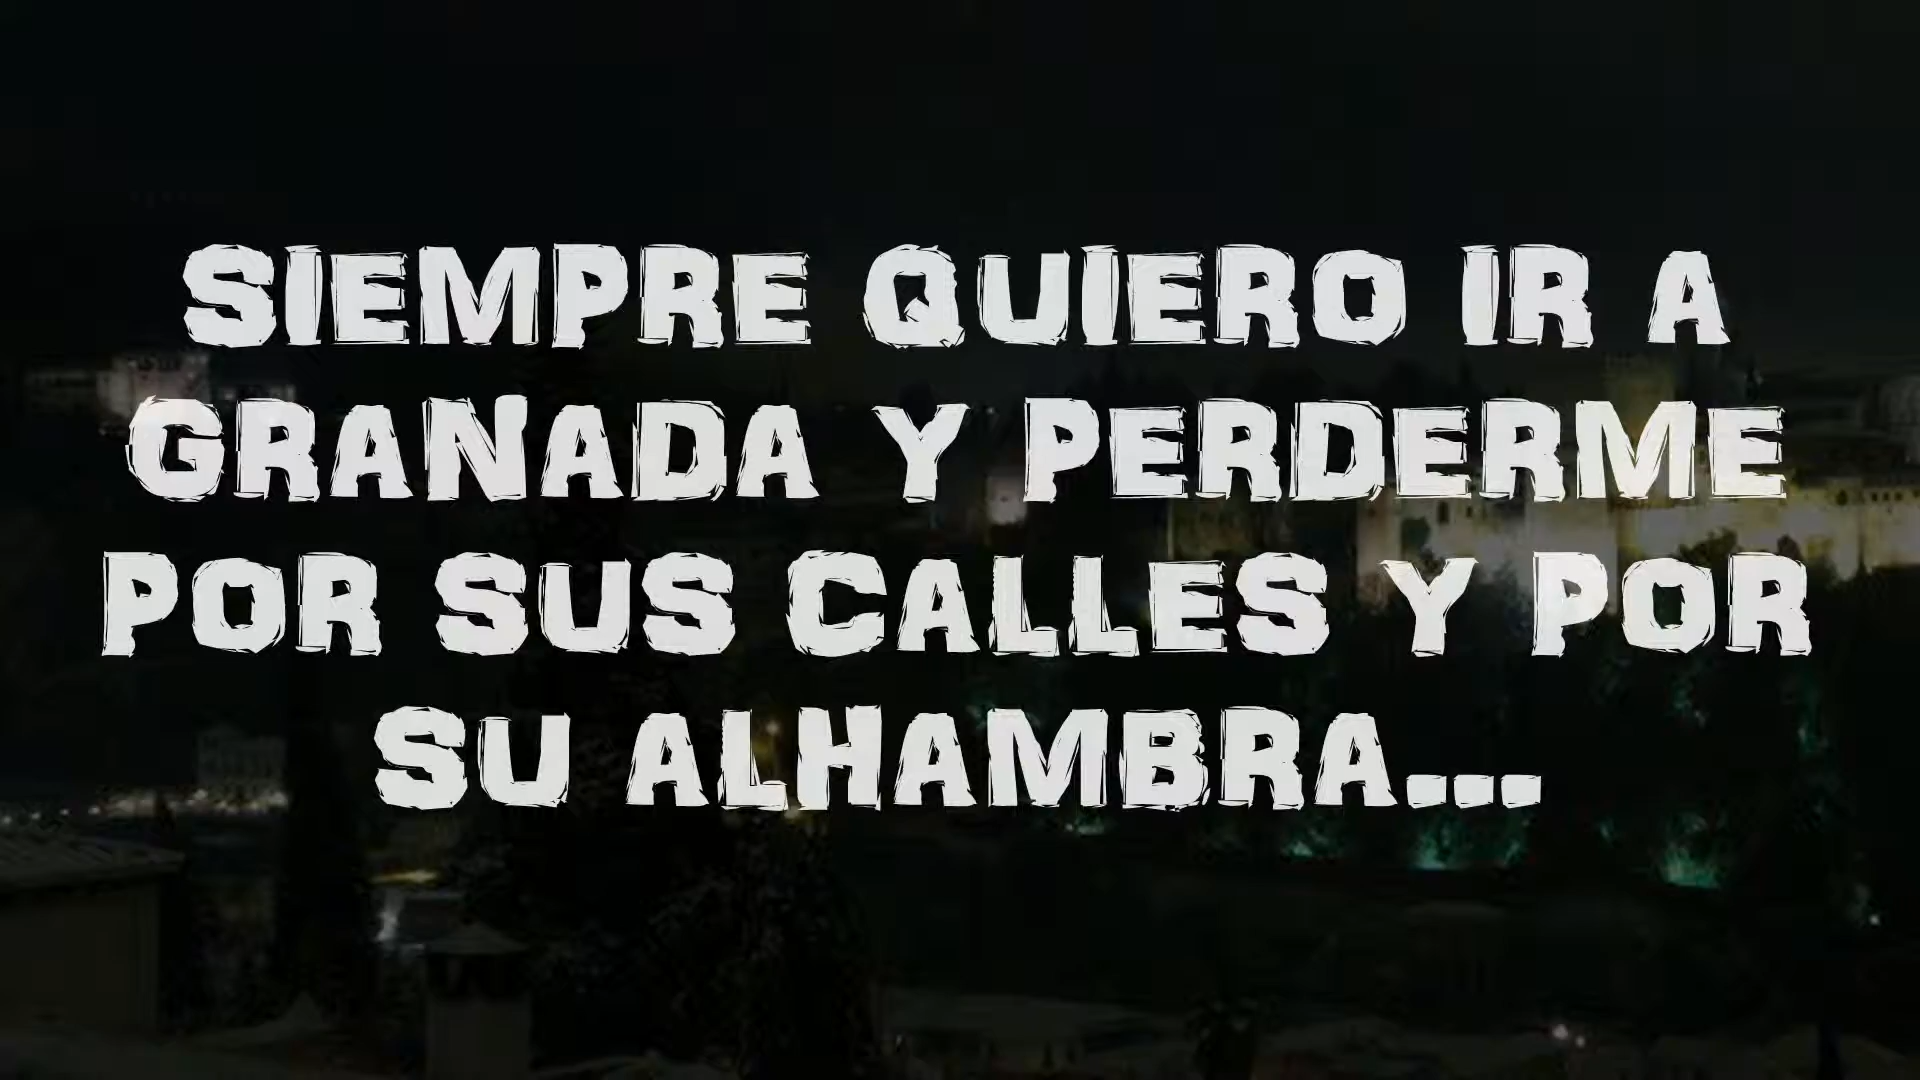 SIEMPRE QUIERO IR A
GRANADA Y PERDERME
POR SUS CALLES Y POR
SU ALHAMBRA...